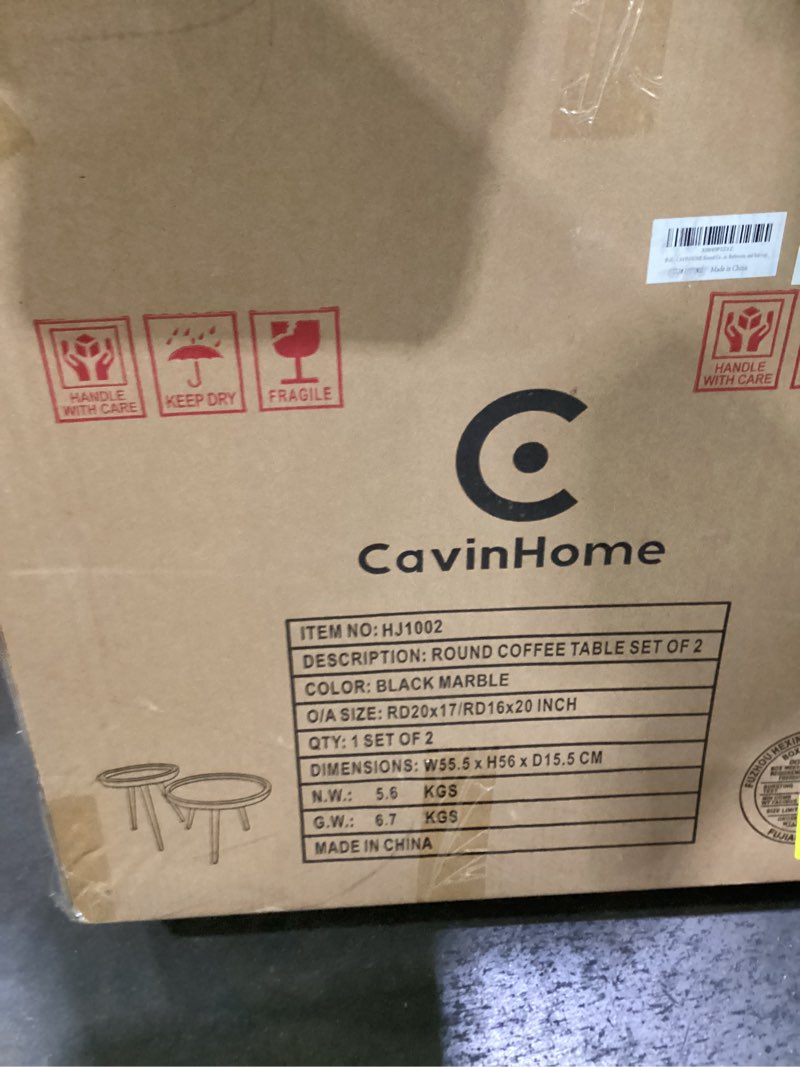 Made in China
HANDLE
WITH CARE
KEEP DRY
FRAGILE
HANDLE
WITH CARE
CavinHome
ITEM NO: HJ1002
DESCRIPTION: ROUND COFFEE TABLE SET OF 2
COLOR: BLACK MARBLE
O/A SIZE: RD20x17/RD16x20 INCH
QTY: 1 SET OF 2
DIMENSIONS: W55.5 x H56 x D15.5 CM
N.W.: 5.6 KGS
G.W.: 6.7 KGS
MADE IN CHINA
FUZHOU